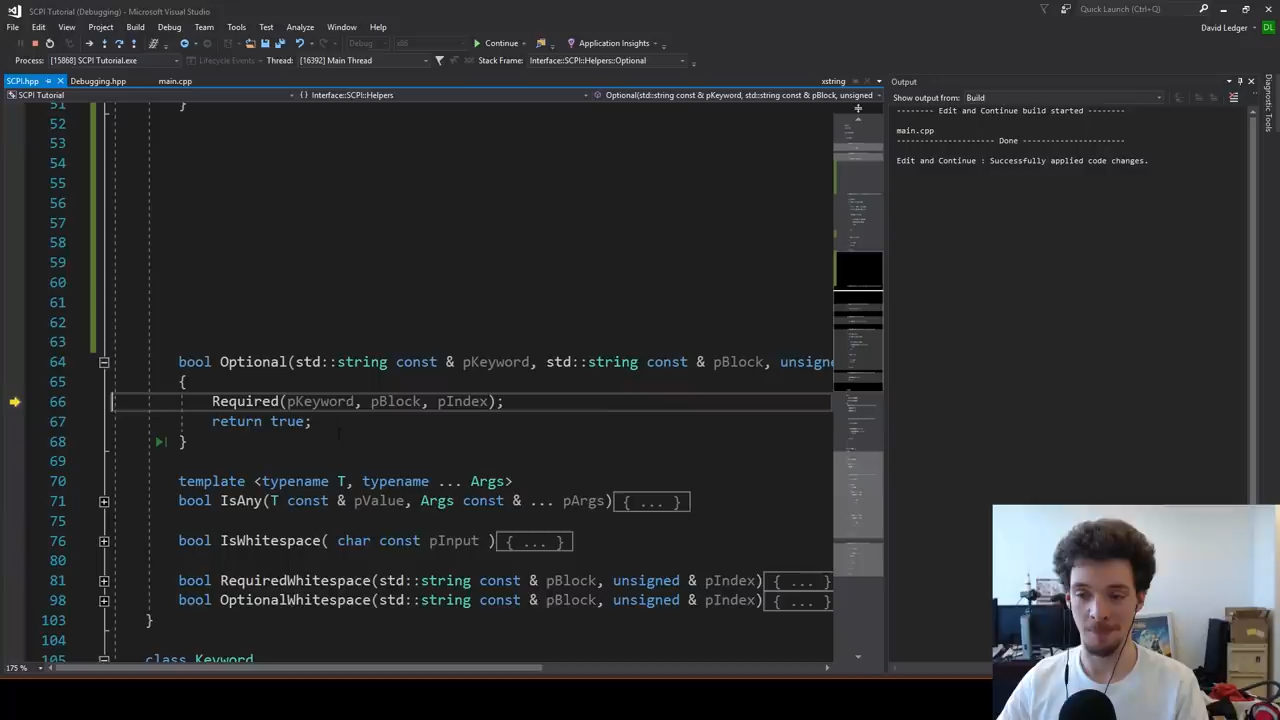 SCPI Tutorial (Debugging) - Microsoft Visual Studio
Quick Launch (Ctrl+Q)
File Edit View Project Build Debug Team Tools Test Analyze Window Help
David Ledger DL
Debug x86 Continue Application Insights
Process: [15868] SCPI Tutorial.exe Lifecycle Events Thread: [16392] Main Thread Stack Frame: Interface::SCPI::Helpers::Optional
SCPI.hpp Debugging.hpp main.cpp xstring
SCPI Tutorial Interface::SCPI::Helpers Optional(std::string const & pKeyword, std::string const & pBlock, unsigned
51 }
52
53
54
55
56
57
58
59
60
61
62
63
64 bool Optional(std::string const & pKeyword, std::string const & pBlock, unsigne
65 {
66 Required(pKeyword, pBlock, pIndex);
67 return true;
68 }
69
70 template <typename T, typename ... Args>
71 bool IsAny(T const & pValue, Args const & ... pArgs){ ... }
75
76 bool IsWhitespace( char const pInput ){ ... }
80
81 bool RequiredWhitespace(std::string const & pBlock, unsigned & pIndex){ ... }
98 bool OptionalWhitespace(std::string const & pBlock, unsigned & pIndex){ ... }
103 }
104
105 class Keyword
175 %
Output
Show output from: Build
-------- Edit and Continue build started --------
main.cpp
---------------------- Done ----------------------
Edit and Continue : Successfully applied code changes.
Diagnostic Tools